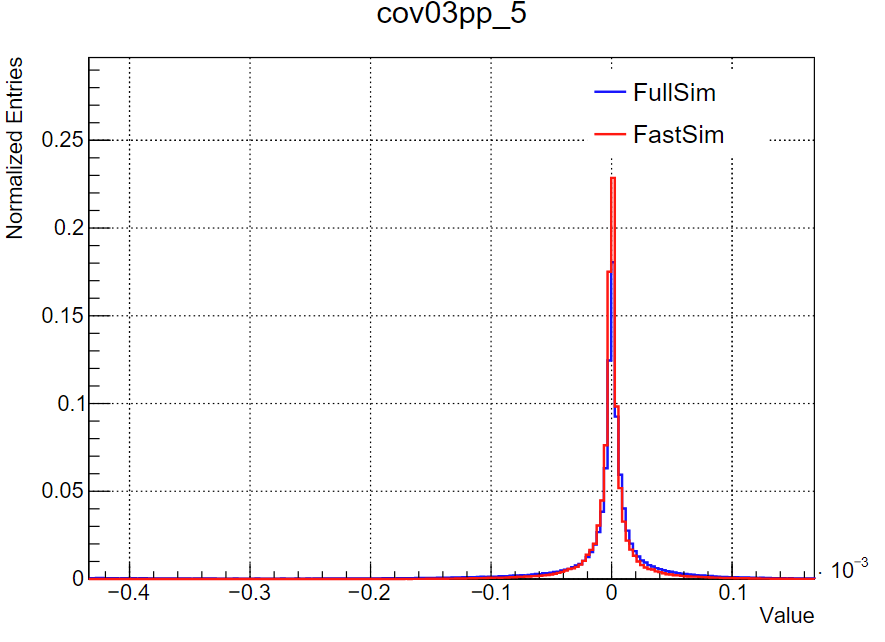 cov03pp_5
Normalized Entries
FullSim
FastSim
0.25
0.2
0.15
0.1
0.05
0
−0.4 −0.3 −0.2 −0.1 0 0.1
· 10⁻³
Value